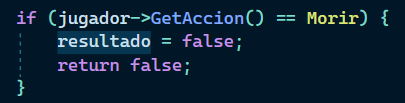 if (jugador->GetAccion() == Morir) {
    resultado = false;
    return false;
}